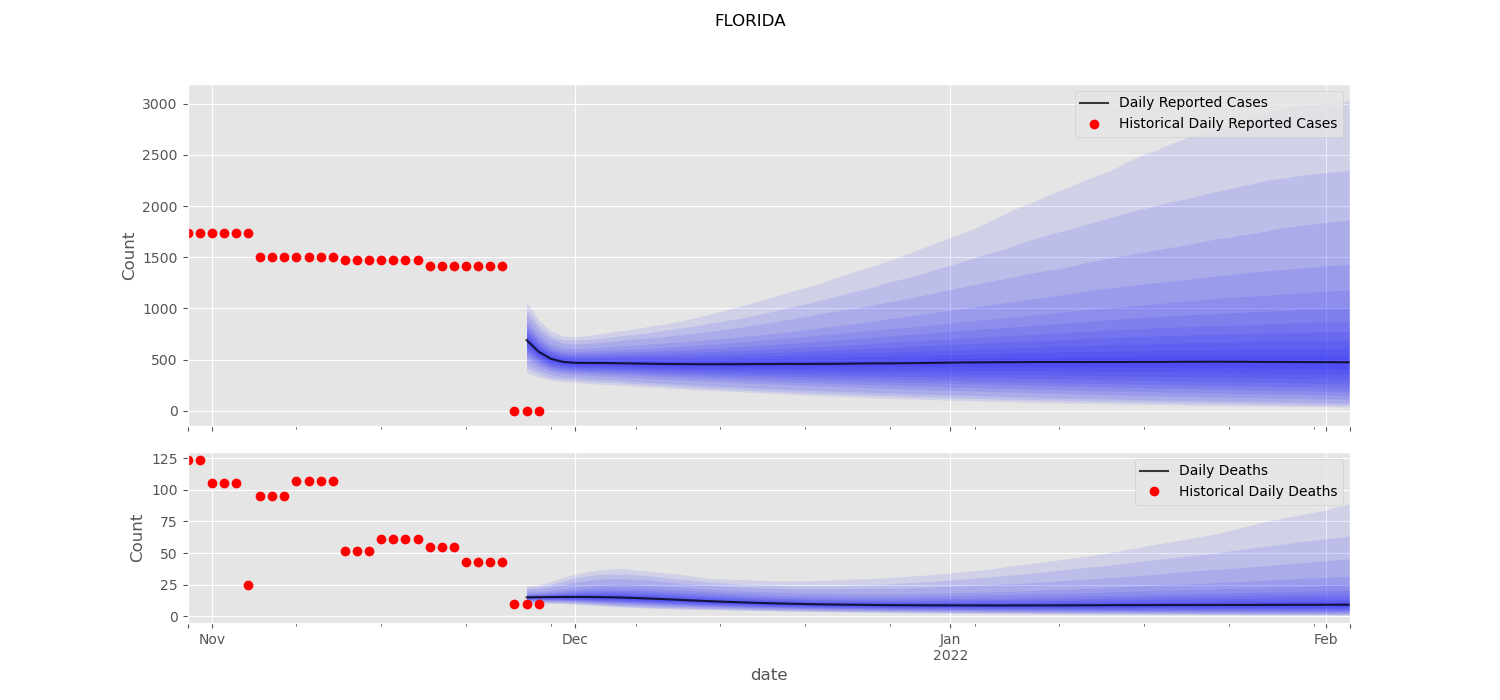 FLORIDA
3000
2500
2000
1500
1000
500
0
Count
Daily Reported Cases
Historical Daily Reported Cases
125
100
75
50
25
0
Count
Daily Deaths
Historical Daily Deaths
Nov Dec Jan Feb
2022
date